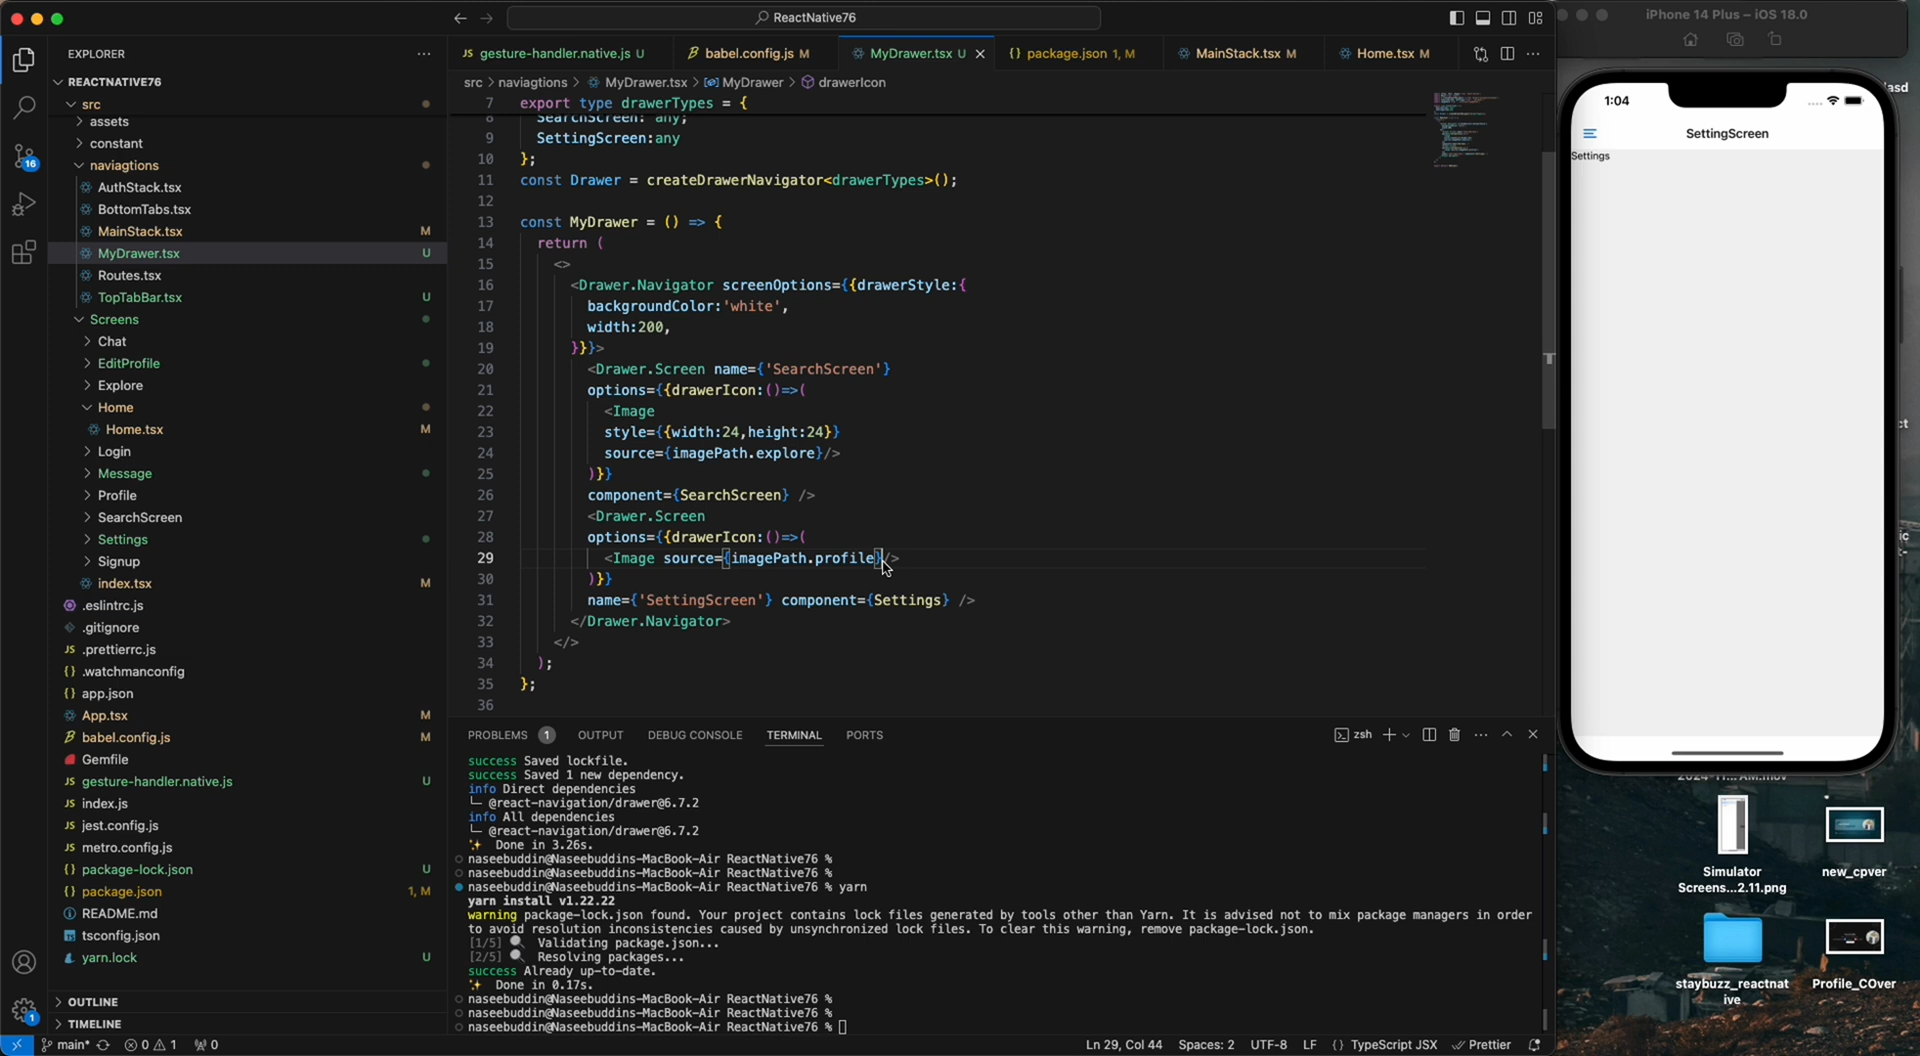 ReactNative76
iPhone 14 Plus – iOS 18.0
EXPLORER
REACTNATIVE76
src
assets
constant
naviagtions
AuthStack.tsx
BottomTabs.tsx
MainStack.tsx M
MyDrawer.tsx U
Routes.tsx
TopTabBar.tsx U
Screens
Chat
EditProfile
Explore
Home
Home.tsx M
Login
Message
Profile
SearchScreen
Settings
Signup
index.tsx M
.eslintrc.js
.gitignore
.prettierrc.js
.watchmanconfig
app.json
App.tsx M
babel.config.js M
Gemfile
gesture-handler.native.js U
index.js
jest.config.js
metro.config.js
package-lock.json U
package.json 1, M
README.md
tsconfig.json
yarn.lock U
OUTLINE
TIMELINE
16
1
gesture-handler.native.js U babel.config.js M MyDrawer.tsx U package.json 1, M MainStack.tsx M Home.tsx M
src > naviagtions > MyDrawer.tsx > MyDrawer > drawerIcon
7 export type drawerTypes = {
8 SearchScreen: any;
9 SettingScreen:any
10 };
11 const Drawer = createDrawerNavigator<drawerTypes>();
12
13 const MyDrawer = () => {
14 return (
15 <>
16 <Drawer.Navigator screenOptions={{drawerStyle:{
17 backgroundColor:'white',
18 width:200,
19 }}}>
20 <Drawer.Screen name={'SearchScreen'}
21 options={{drawerIcon:()=>(
22 <Image
23 style={{width:24,height:24}}
24 source={imagePath.explore}/>
25 )}}
26 component={SearchScreen} />
27 <Drawer.Screen
28 options={{drawerIcon:()=>(
29 <Image source={imagePath.profile}/>
30 )}}
31 name={'SettingScreen'} component={Settings} />
32 </Drawer.Navigator>
33 </>
34 );
35 };
36
PROBLEMS 1 OUTPUT DEBUG CONSOLE TERMINAL PORTS
zsh
success Saved lockfile.
success Saved 1 new dependency.
info Direct dependencies
└─ @react-navigation/drawer@6.7.2
info All dependencies
└─ @react-navigation/drawer@6.7.2
Done in 3.26s.
naseebuddin@Naseebuddins-MacBook-Air ReactNative76 %
naseebuddin@Naseebuddins-MacBook-Air ReactNative76 %
naseebuddin@Naseebuddins-MacBook-Air ReactNative76 % yarn
yarn install v1.22.22
warning package-lock.json found. Your project contains lock files generated by tools other than Yarn. It is advised not to mix package managers in order
to avoid resolution inconsistencies caused by unsynchronized lock files. To clear this warning, remove package-lock.json.
[1/5] Validating package.json...
[2/5] Resolving packages...
success Already up-to-date.
Done in 0.17s.
naseebuddin@Naseebuddins-MacBook-Air ReactNative76 %
naseebuddin@Naseebuddins-MacBook-Air ReactNative76 %
naseebuddin@Naseebuddins-MacBook-Air ReactNative76 %
main* 0 1 0
Ln 29, Col 44 Spaces: 2 UTF-8 LF {} TypeScript JSX Prettier
1:04
SettingScreen
Settings
Simulator
Screens...2.11.png
new_cpver
staybuzz_reactnat
ive
Profile_COver